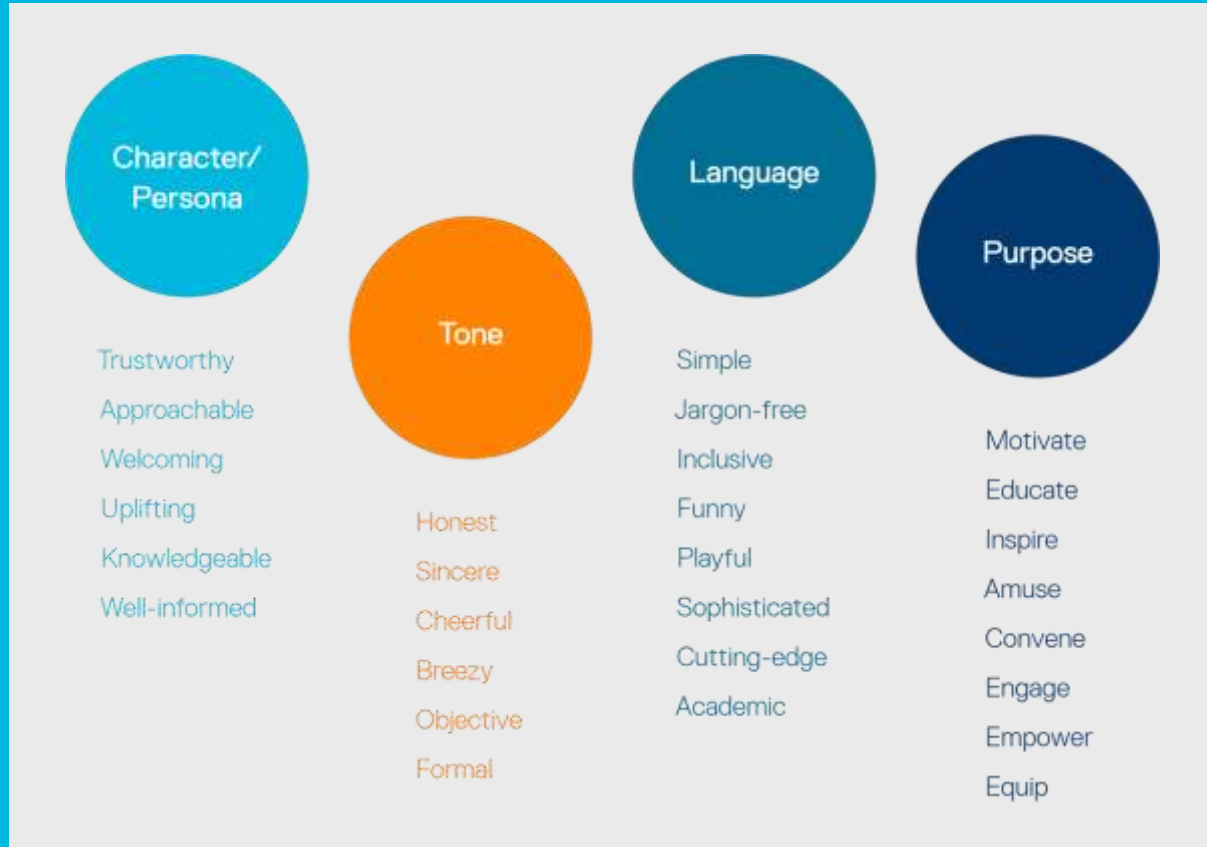 Character/
Persona
Trustworthy
Approachable
Welcoming
Uplifting
Knowledgeable
Well-informed
Tone
Honest
Sincere
Cheerful
Breezy
Objective
Formal
Language
Simple
Jargon-free
Inclusive
Funny
Playful
Sophisticated
Cutting-edge
Academic
Purpose
Motivate
Educate
Inspire
Amuse
Convene
Engage
Empower
Equip